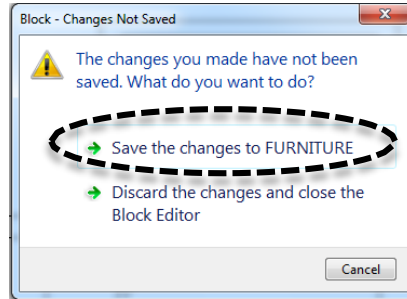 Block - Changes Not Saved
The changes you made have not been
saved. What do you want to do?
Save the changes to FURNITURE
Discard the changes and close the
Block Editor
Cancel